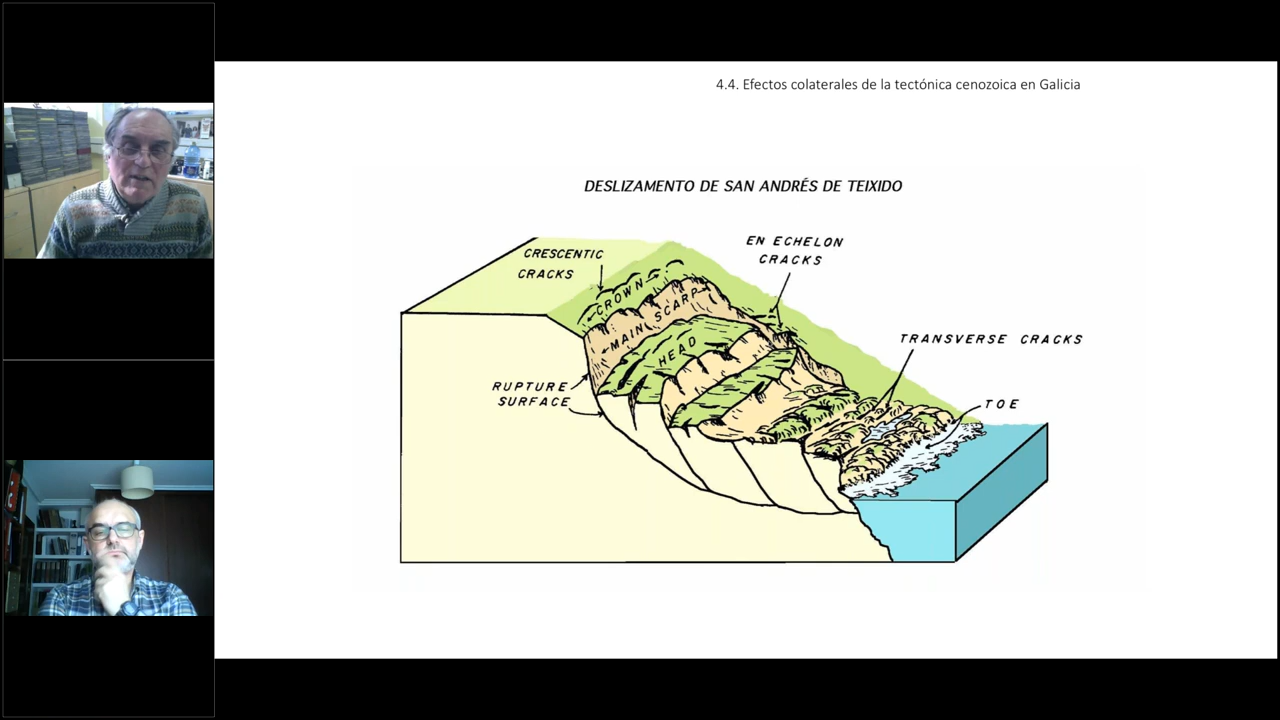 4.4. Efectos colaterales de la tectónica cenozoica en Galicia
DESLIZAMENTO DE SAN ANDRÉS DE TEIXIDO
EN ECHELON
CRACKS
CRESCENTIC
CRACKS
CROWN
MAIN SCARP
HEAD
TRANSVERSE CRACKS
RUPTURE
SURFACE
TOE